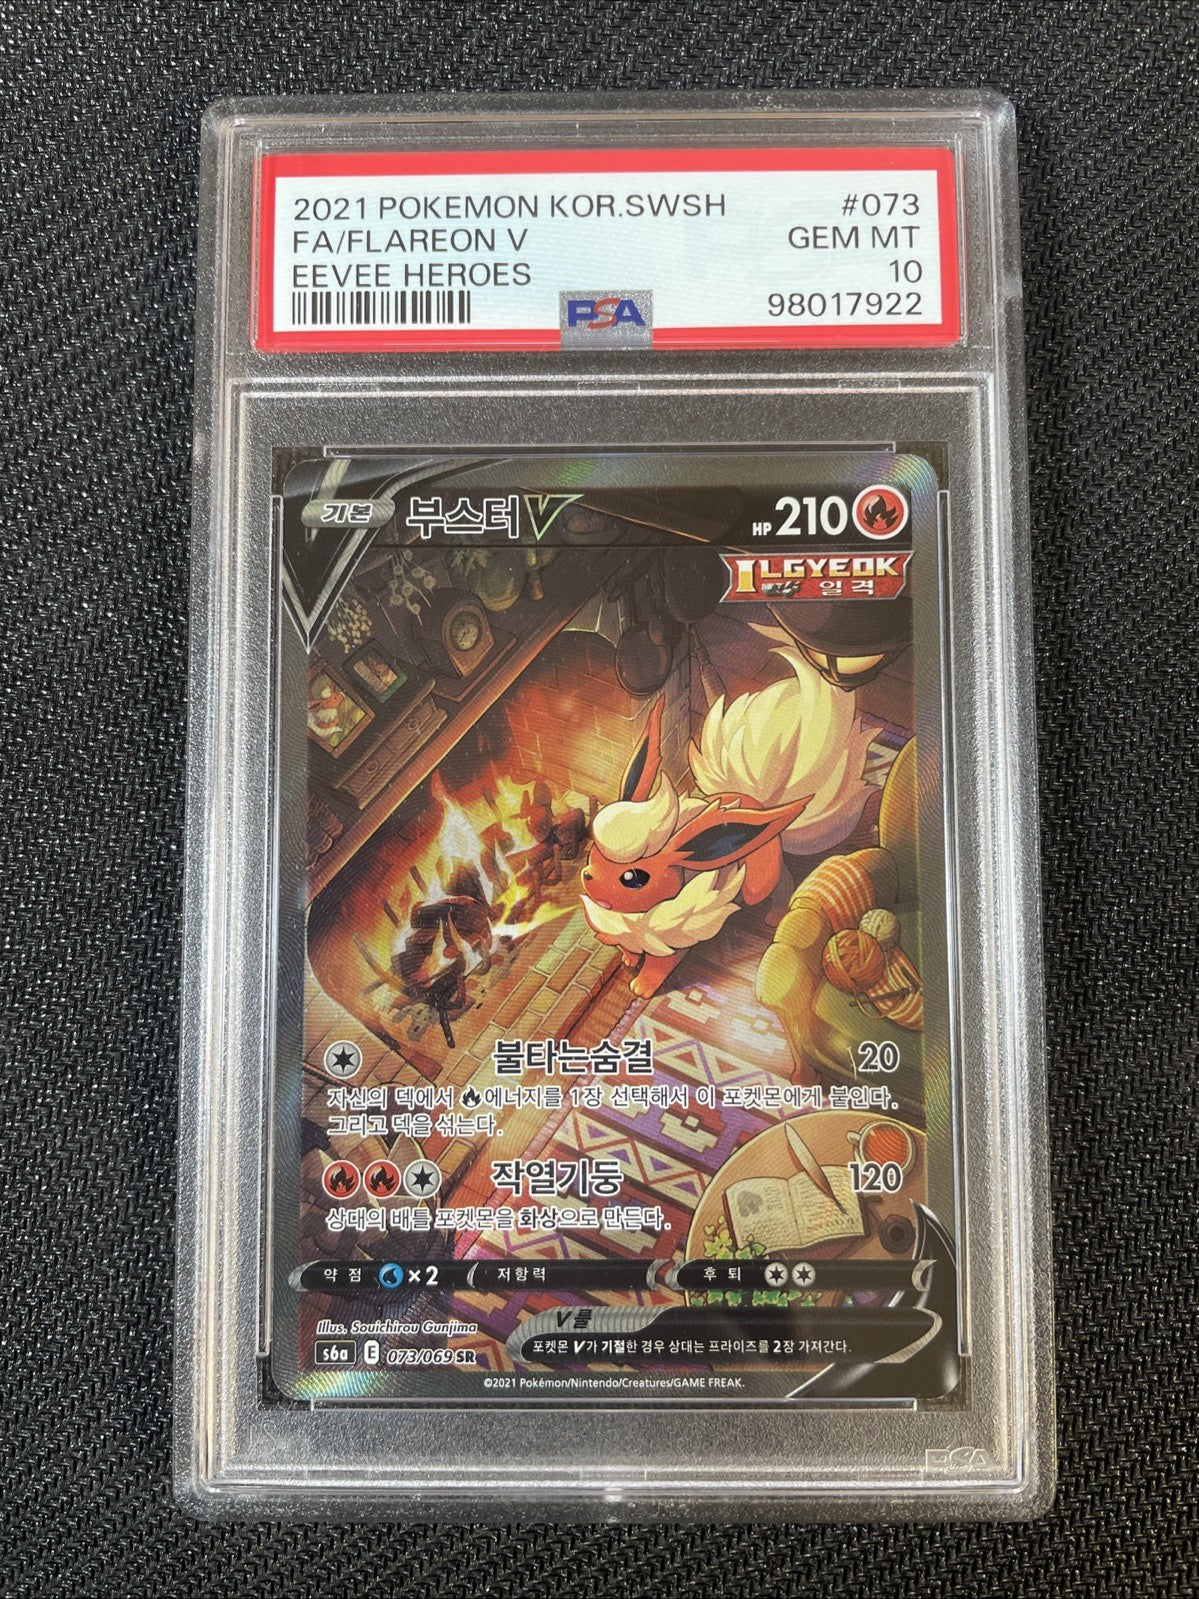 2021 POKEMON KOR.SWSH #073
FA/FLAREON V GEM MT
EEVEE HEROES 10
PSA 98017922
기본 부스터V HP 210
ILGYEOK
일격
불타는숨결 20
자신의 덱에서 에너지를 1장 선택해서 이 포켓몬에게 붙인다.
그리고 덱을 섞는다.
작열기둥 120
상대의 배틀 포켓몬을 화상으로 만든다.
약점 ×2 저항력 후퇴
Illus. Souichirou Gunjima
V룰
s6a E 073/069 SR
포켓몬 V가 기절한 경우 상대는 프라이즈를 2장 가져간다.
©2021 Pokémon/Nintendo/Creatures/GAME FREAK.
PSA